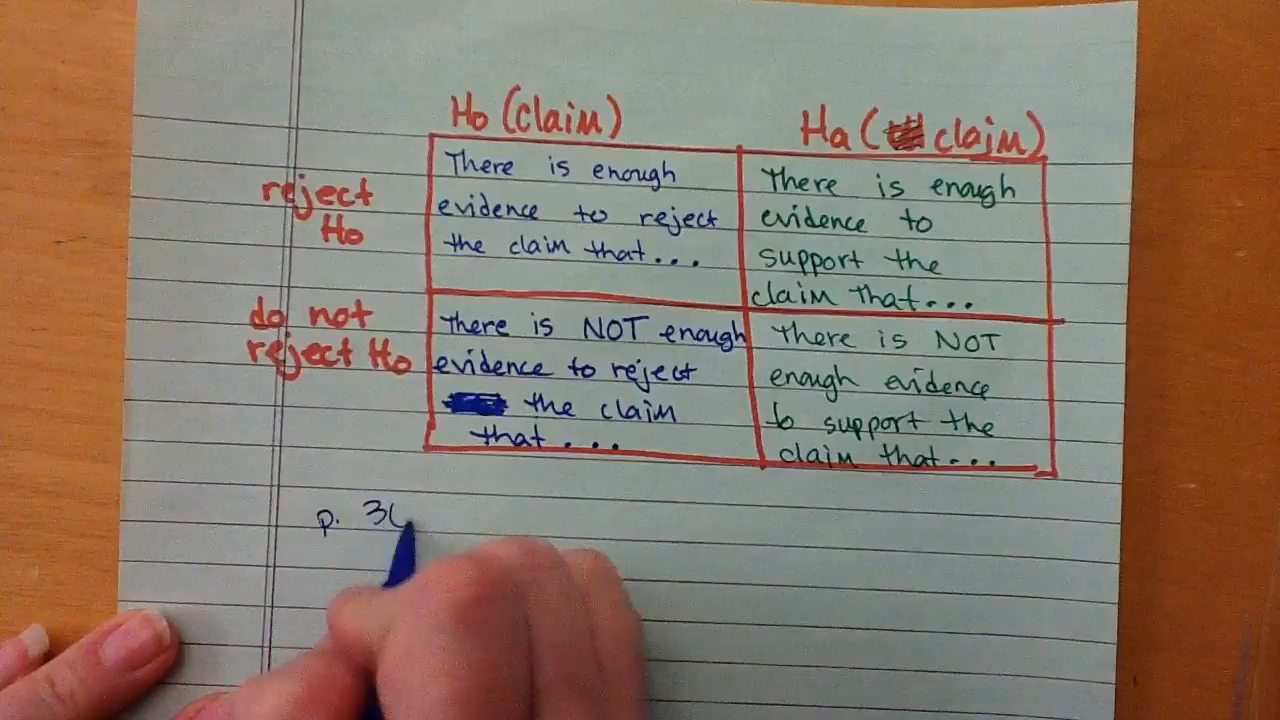 Ho (claim)
Ha ( claim)
reject
Ho
There is enough
evidence to reject
the claim that...
There is enough
evidence to
support the
claim that...
do not
reject Ho
There is NOT enough
evidence to reject
the claim
that....
There is NOT
enough evidence
to support the
claim that...
p. 3